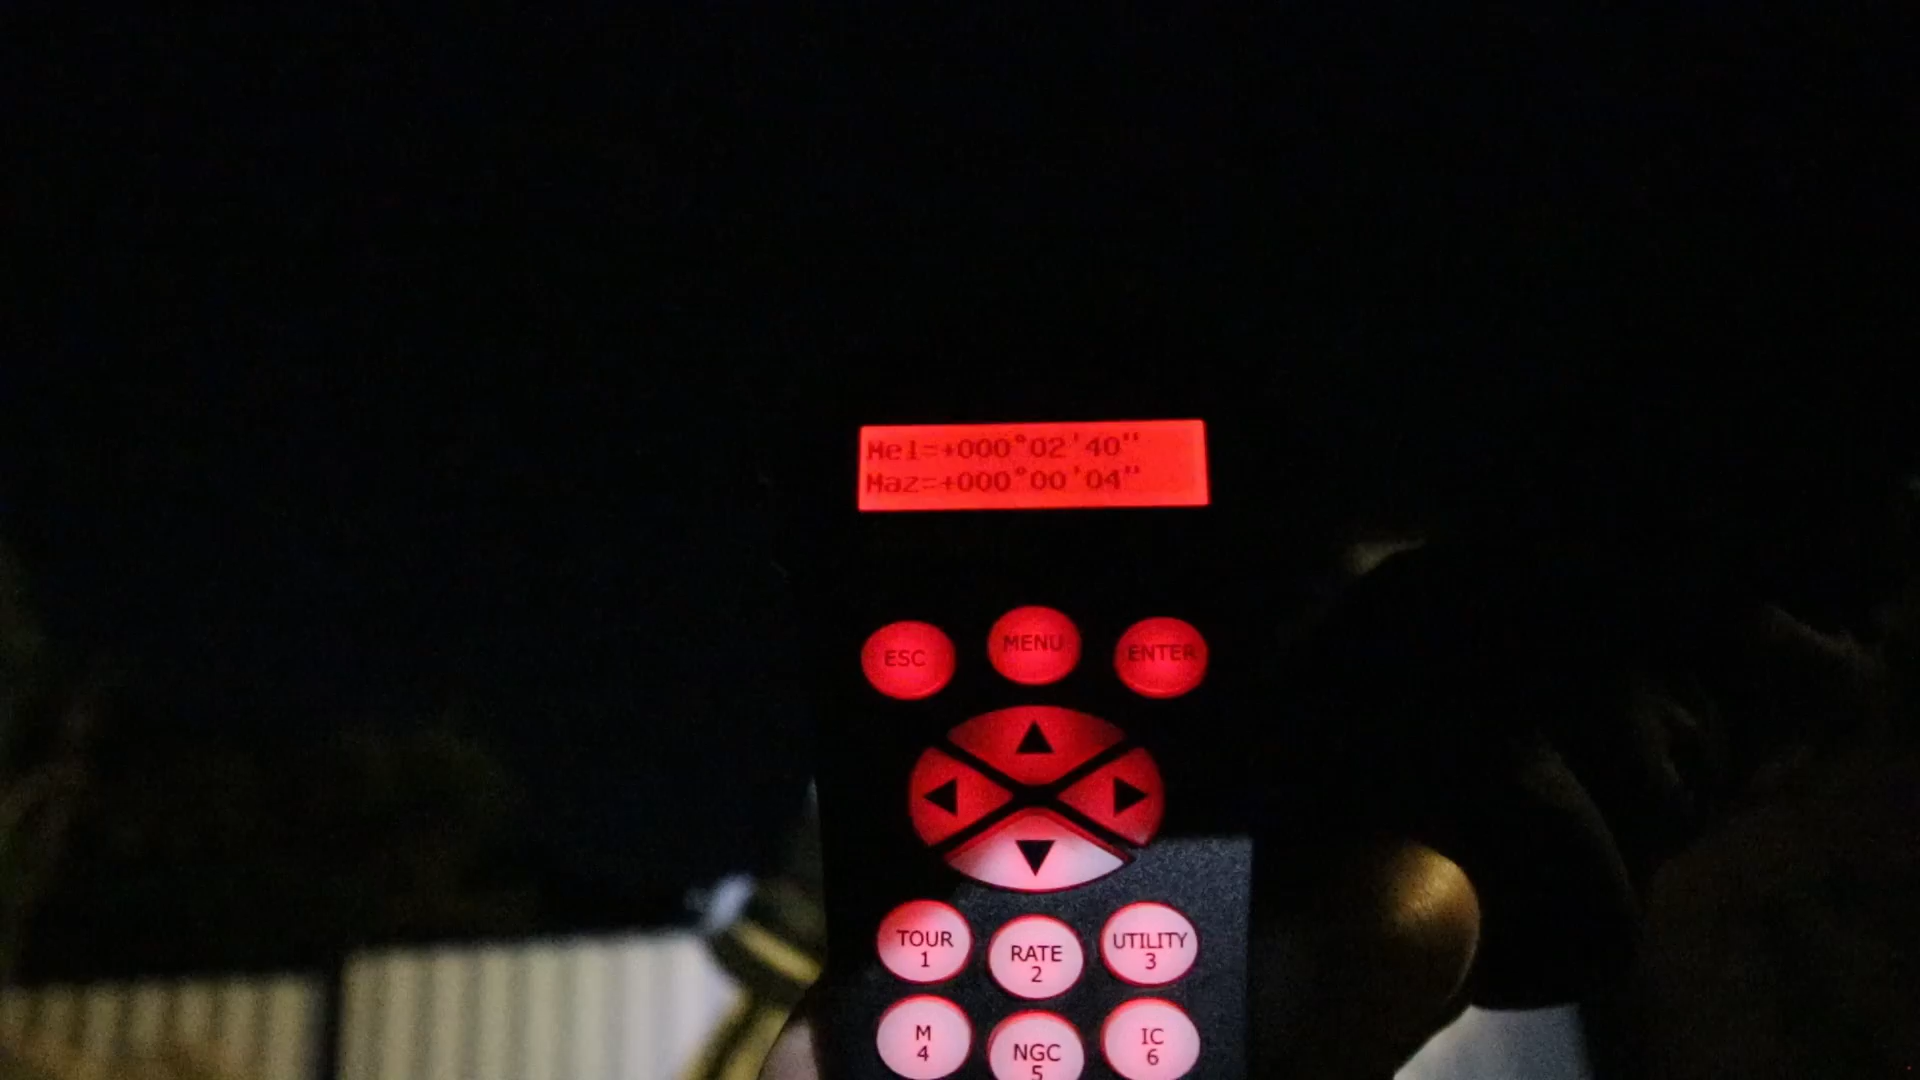 Mel=+000°02'40"
Maz=+000°00'04"
ESC
MENU
ENTER
TOUR
1
RATE
2
UTILITY
3
M
4
NGC
5
IC
6